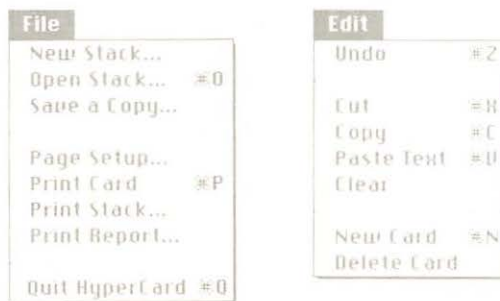 File
New Stack...
Open Stack... ⌘O
Save a Copy...
Page Setup...
Print Card ⌘P
Print Stack...
Print Report...
Quit HyperCard ⌘Q
Edit
Undo ⌘Z
Cut ⌘X
Copy ⌘C
Paste Text ⌘V
Clear
New Card ⌘N
Delete Card